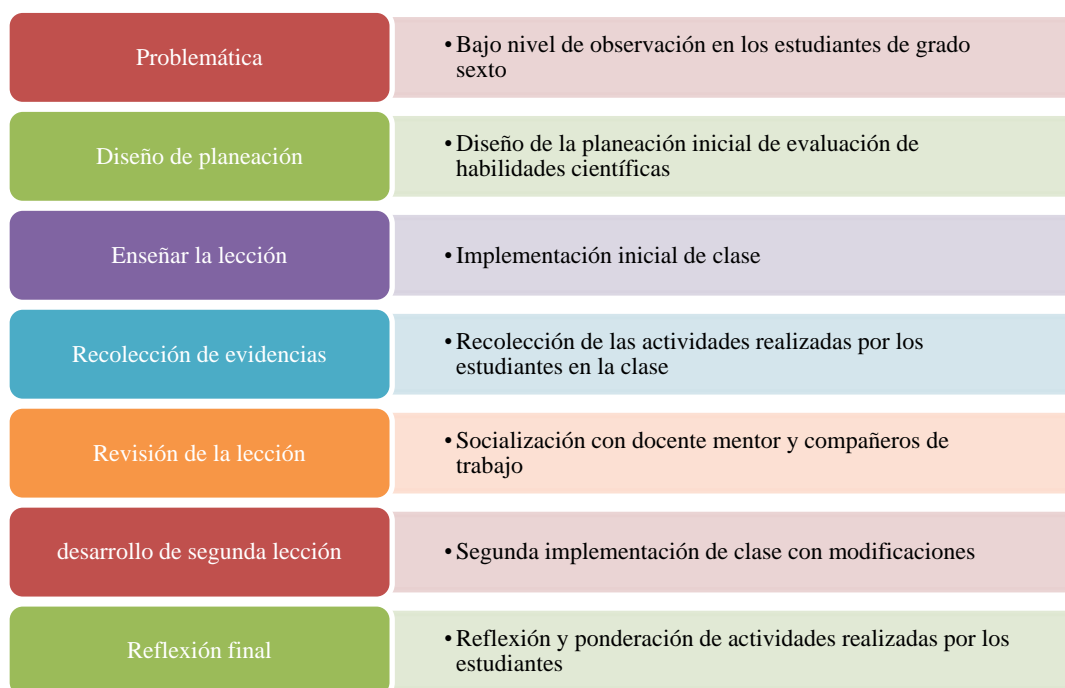 Problemática
• Bajo nivel de observación en los estudiantes de grado
sexto
Diseño de planeación
• Diseño de la planeación inicial de evaluación de
habilidades científicas
Enseñar la lección
• Implementación inicial de clase
Recolección de evidencias
• Recolección de las actividades realizadas por los
estudiantes en la clase
Revisión de la lección
• Socialización con docente mentor y compañeros de
trabajo
desarrollo de segunda lección
• Segunda implementación de clase con modificaciones
Reflexión final
• Reflexión y ponderación de actividades realizadas por los
estudiantes